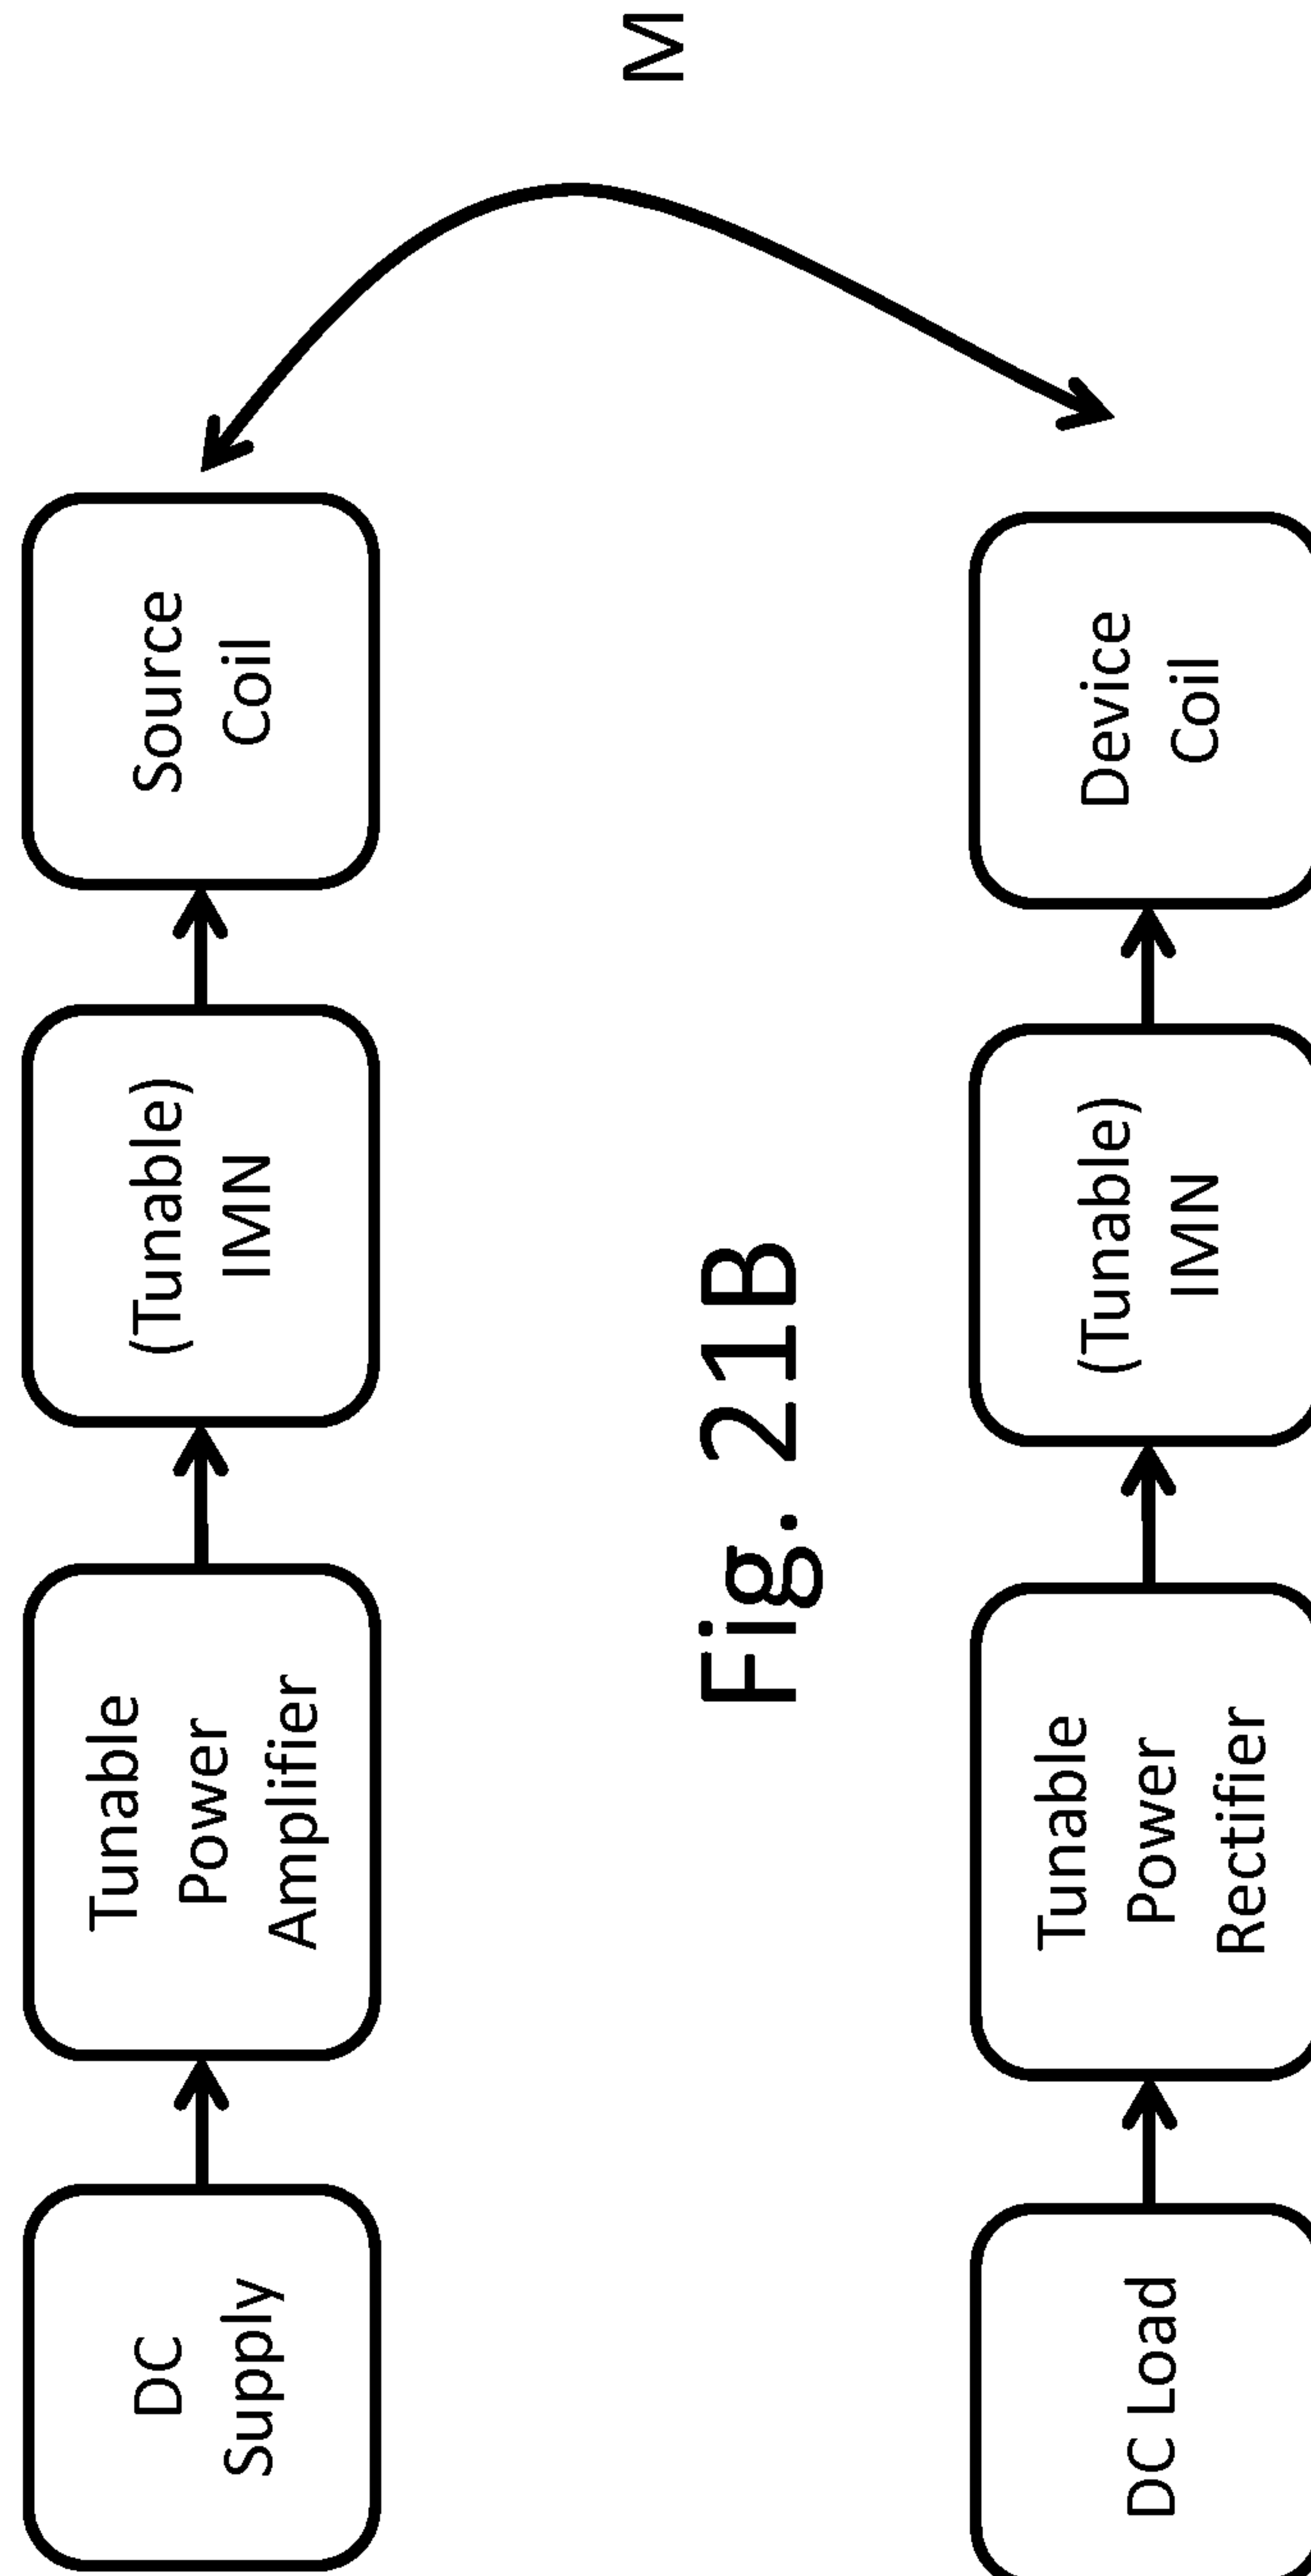 DC
Supply
Tunable
Power
Amplifier
(Tunable)
IMN
Source
Coil
M
Fig. 21B
DC Load
Tunable
Power
Rectifier
(Tunable)
IMN
Device
Coil